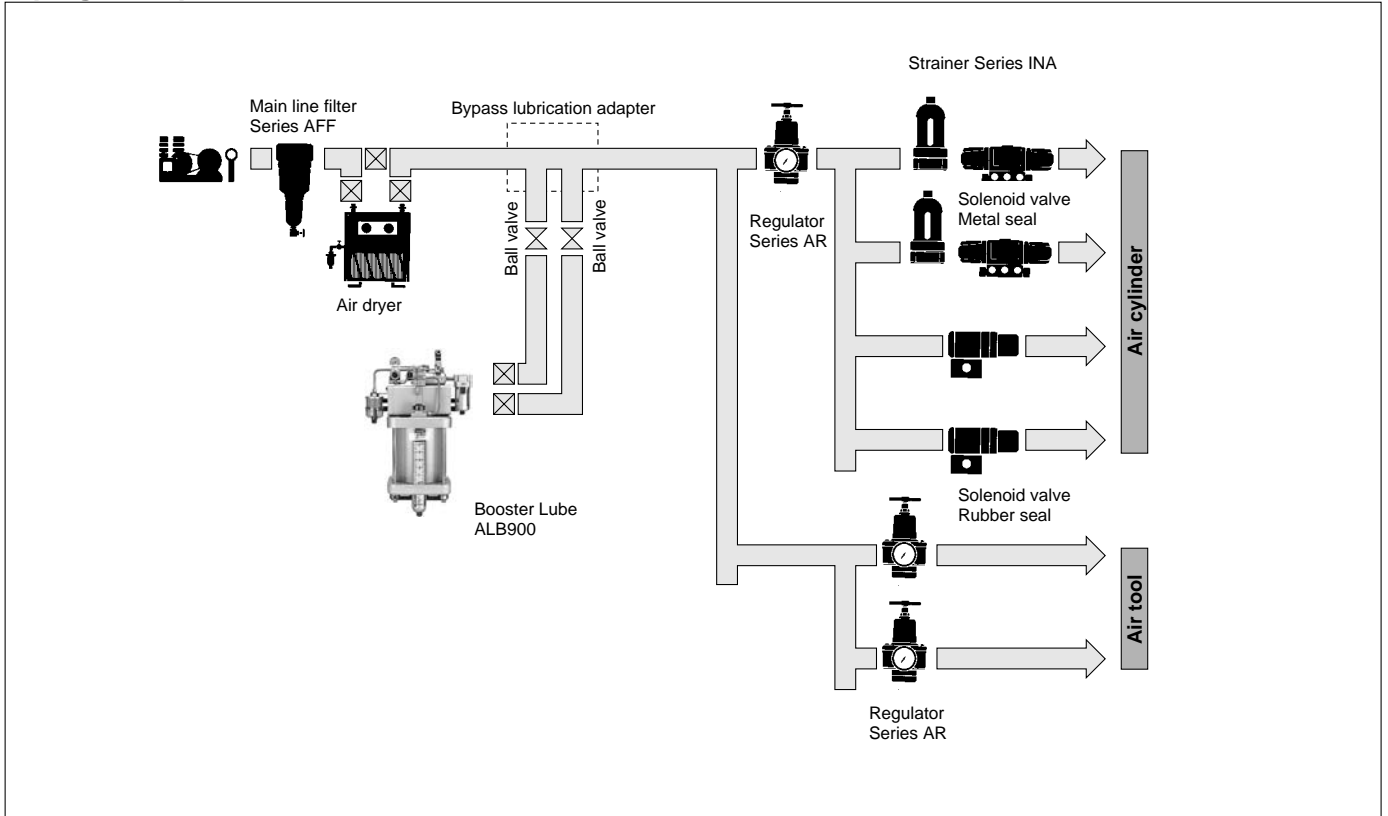 Strainer Series INA
Main line filter
Series AFF
Bypass lubrication adapter
Ball valve
Ball valve
Regulator
Series AR
Solenoid valve
Metal seal
Air dryer
Air cylinder
Booster Lube
ALB900
Solenoid valve
Rubber seal
Air tool
Regulator
Series AR